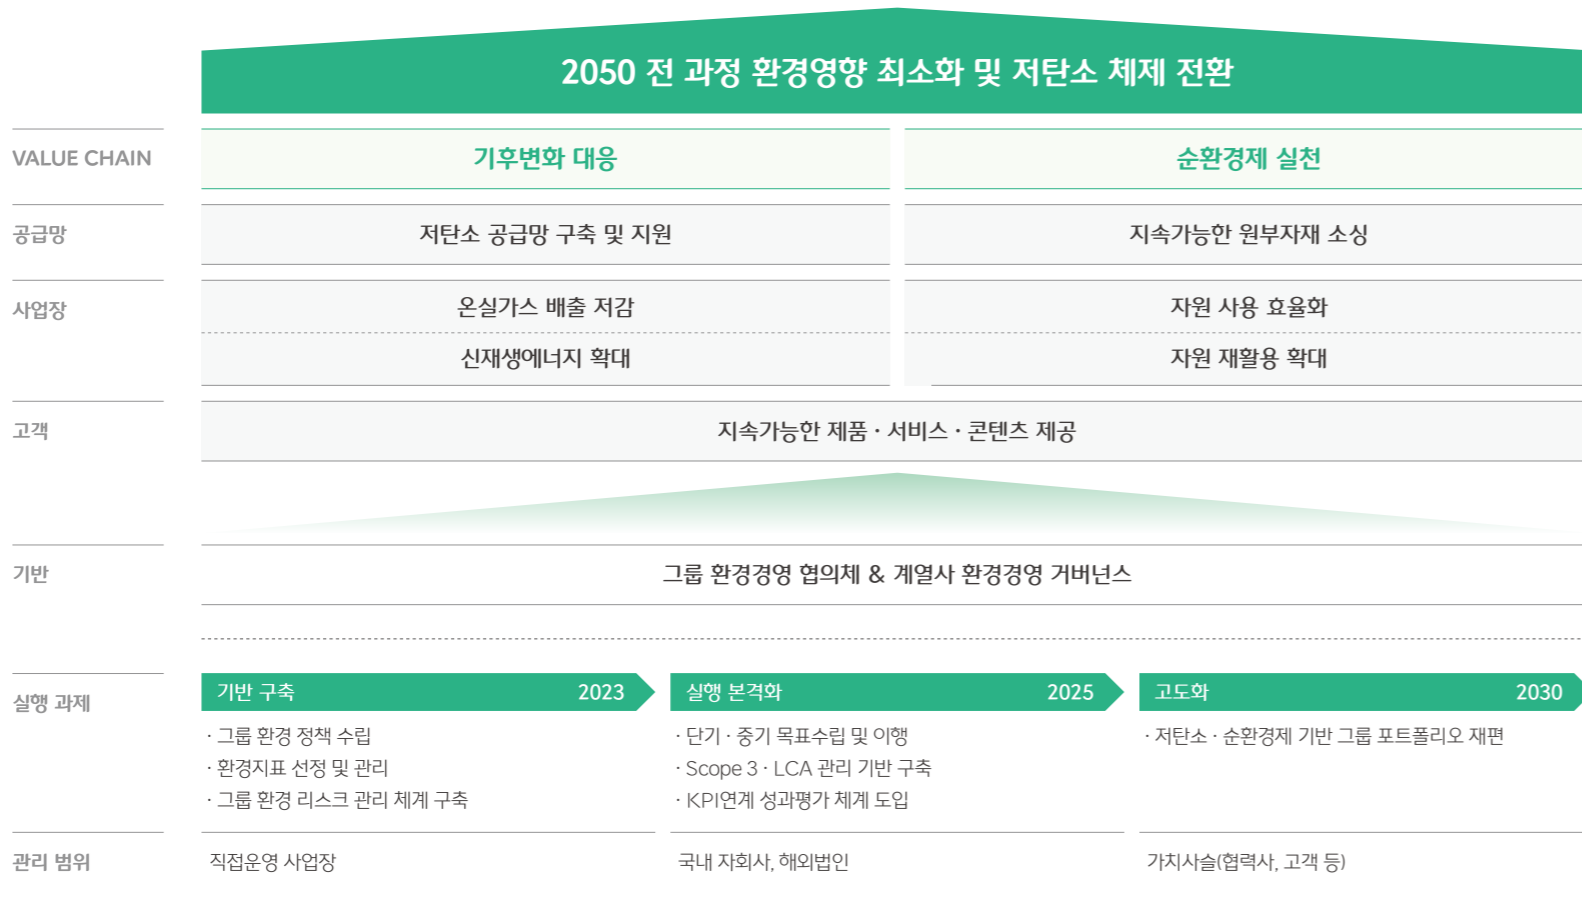 2050 전 과정 환경영향 최소화 및 저탄소 체제 전환
VALUE CHAIN 기후변화 대응 순환경제 실천
공급망 저탄소 공급망 구축 및 지원 지속가능한 원부자재 소싱
사업장 온실가스 배출 저감 자원 사용 효율화
신재생에너지 확대 자원 재활용 확대
고객 지속가능한 제품 · 서비스 · 콘텐츠 제공
기반 그룹 환경경영 협의체 & 계열사 환경경영 거버넌스
실행 과제 기반 구축 2023 실행 본격화 2025 고도화 2030
· 그룹 환경 정책 수립 · 단기 · 중기 목표수립 및 이행 · 저탄소 · 순환경제 기반 그룹 포트폴리오 재편
· 환경지표 선정 및 관리 · Scope 3 · LCA 관리 기반 구축
· 그룹 환경 리스크 관리 체계 구축 · KPI연계 성과평가 체계 도입
관리 범위 직접운영 사업장 국내 자회사, 해외법인 가치사슬(협력사, 고객 등)